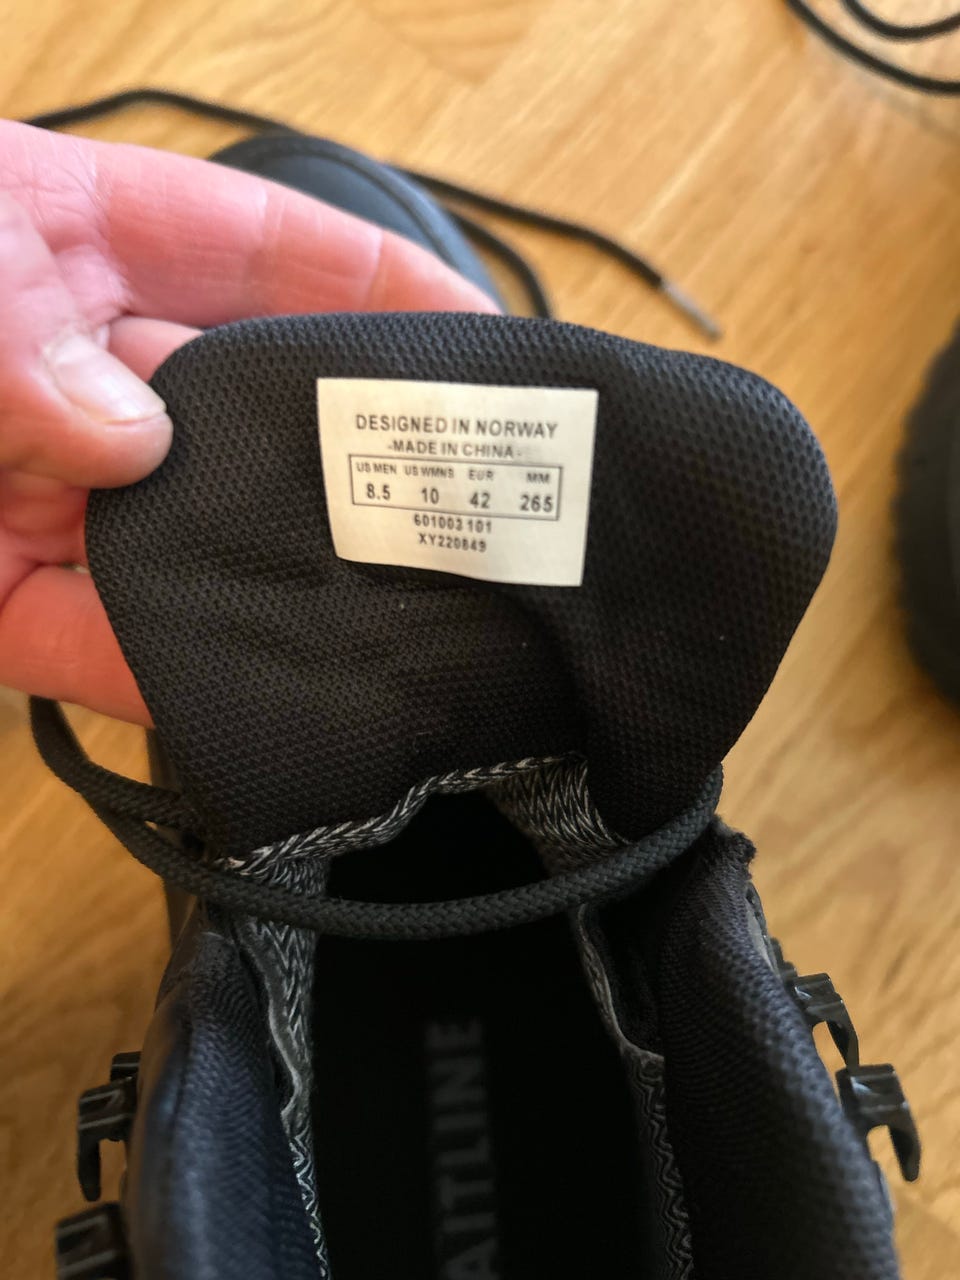 DESIGNED IN NORWAY
-MADE IN CHINA-
US MEN US WMNS EUR MM
8.5 10 42 265
601003 101
XY220849
AITLINE